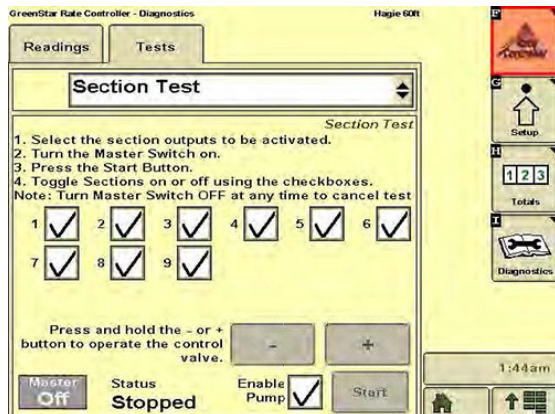 GreenStar Rate Controller - Diagnostics Hagie 60ft
Readings Tests
Section Test
Section Test
1. Select the section outputs to be activated.
2. Turn the Master Switch on.
3. Press the Start Button.
4. Toggle Sections on or off using the checkboxes.
Note: Turn Master Switch OFF at any time to cancel test
1 2 3 4 5 6
7 8 9
Press and hold the - or +
button to operate the control
valve.
- +
Master
Off
Status
Stopped
Enable
Pump
Start
F
G
Setup
H
1 2 3
Totals
I
Diagnostics
1:44am